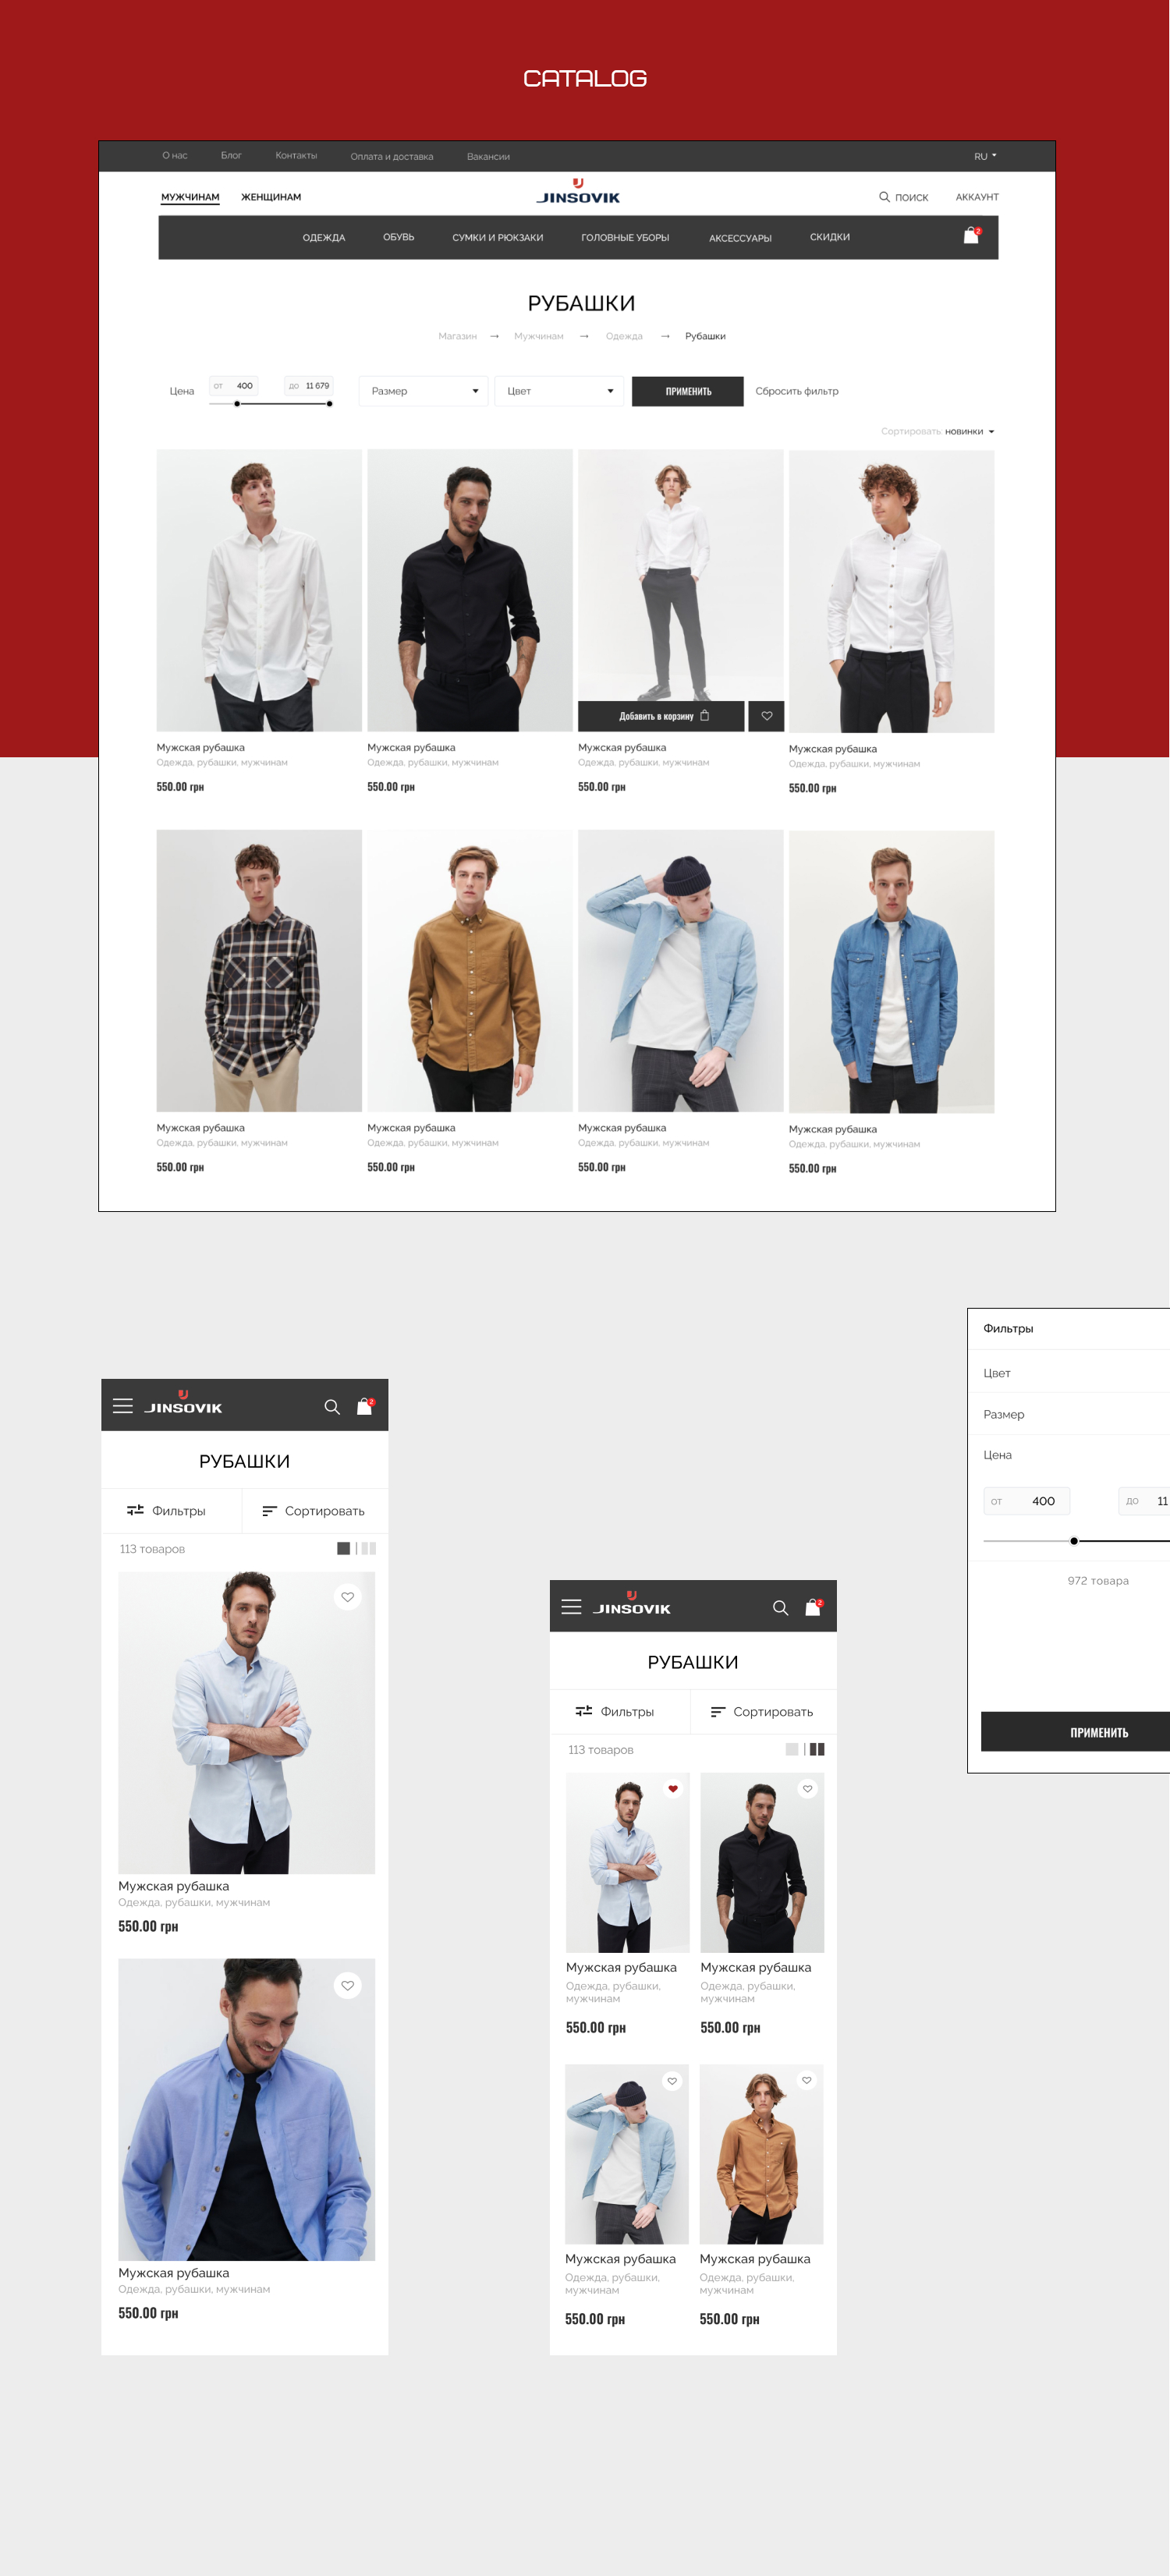 CATALOG
О нас Блог Контакты Оплата и доставка Вакансии RU
МУЖЧИНАМ ЖЕНЩИНАМ JINSOVIK ПОИСК АККАУНТ
ОДЕЖДА ОБУВЬ СУМКИ И РЮКЗАКИ ГОЛОВНЫЕ УБОРЫ АКСЕССУАРЫ СКИДКИ 2
РУБАШКИ
Магазин → Мужчинам → Одежда → Рубашки
Цена от 400 до 11 679 Размер Цвет ПРИМЕНИТЬ Сбросить фильтр
Сортировать новинки
Добавить в корзину
Мужская рубашка Мужская рубашка Мужская рубашка Мужская рубашка
Одежда, рубашки, мужчинам Одежда, рубашки, мужчинам Одежда, рубашки, мужчинам Одежда, рубашки, мужчинам
550.00 грн 550.00 грн 550.00 грн 550.00 грн
Мужская рубашка Мужская рубашка Мужская рубашка Мужская рубашка
Одежда, рубашки, мужчинам Одежда, рубашки, мужчинам Одежда, рубашки, мужчинам Одежда, рубашки, мужчинам
550.00 грн 550.00 грн 550.00 грн 550.00 грн
JINSOVIK 2
РУБАШКИ
Фильтры Сортировать
113 товаров
Мужская рубашка
Одежда, рубашки, мужчинам
550.00 грн
Мужская рубашка
Одежда, рубашки, мужчинам
550.00 грн
JINSOVIK 2
РУБАШКИ
Фильтры Сортировать
113 товаров
Мужская рубашка Мужская рубашка
Одежда, рубашки, Одежда, рубашки,
мужчинам мужчинам
550.00 грн 550.00 грн
Мужская рубашка Мужская рубашка
Одежда, рубашки, Одежда, рубашки,
мужчинам мужчинам
550.00 грн 550.00 грн
Фильтры
Цвет
Размер
Цена
от 400 до 11
972 товара
ПРИМЕНИТЬ